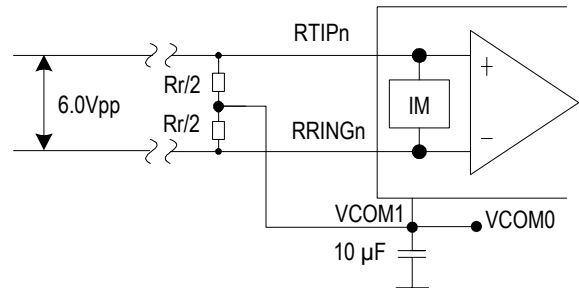 RTIPn
Rr/2
6.0Vpp
IM
Rr/2
RRINGn
+
−
VCOM1
VCOM0
10 µF